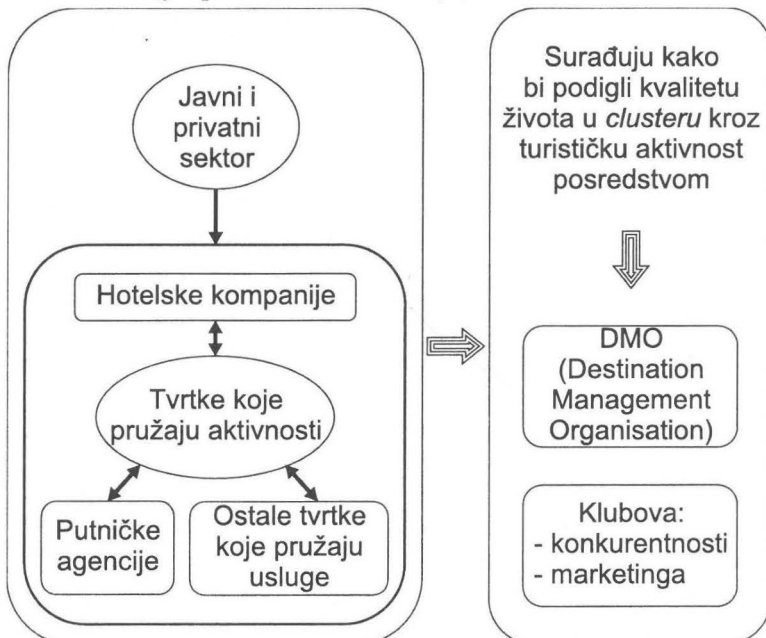 Javni i
privatni
sektor
Hotelske kompanije
Tvrtke koje
pružaju aktivnosti
Putničke
agencije
Ostale tvrtke
koje pružaju
usluge
Surađuju kako
bi podigli kvalitetu
života u clusteru kroz
turističku aktivnost
posredstvom
DMO
(Destination
Management
Organisation)
Klubova:
- konkurentnosti
- marketinga